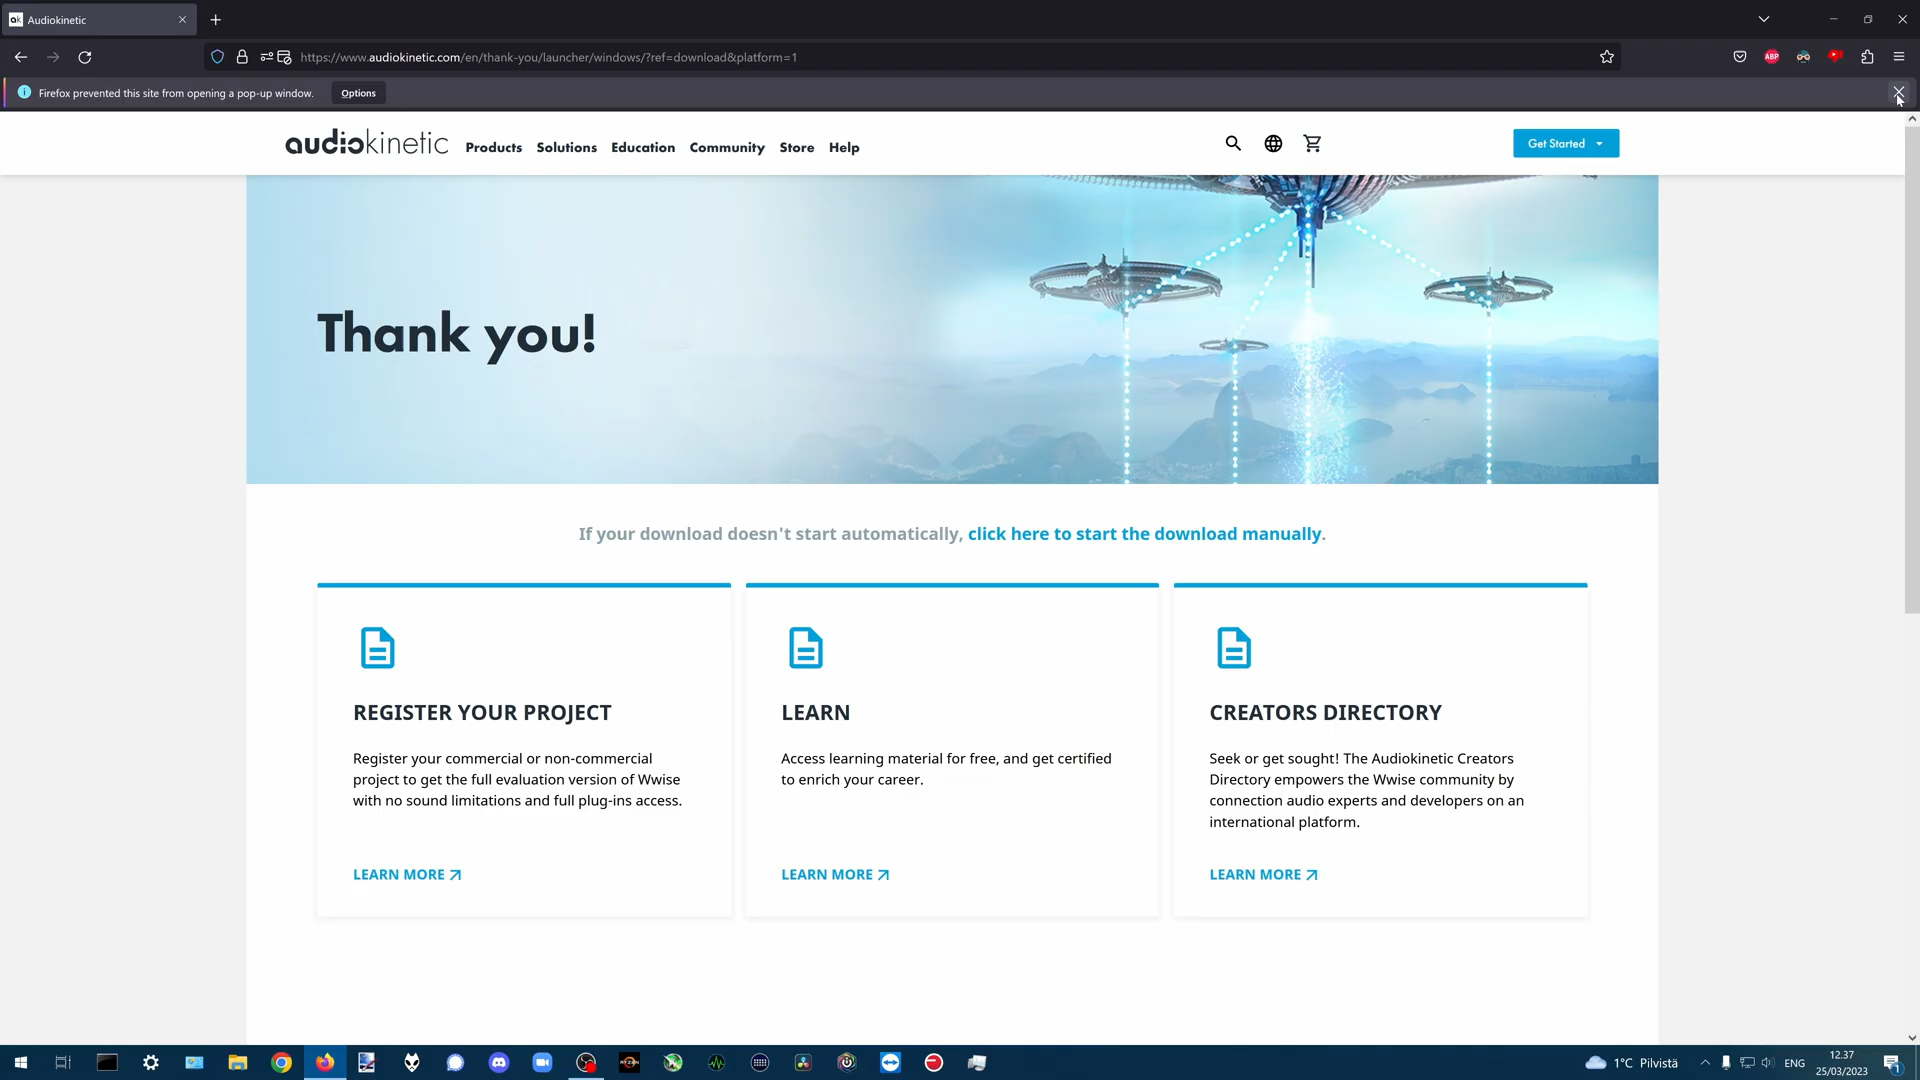 Audiokinetic
https://www.audiokinetic.com/en/thank-you/launcher/windows/?ref=download&platform=1
Firefox prevented this site from opening a pop-up window.
Options
audiokinetic
Products
Solutions
Education
Community
Store
Help
Get Started
Thank you!
If your download doesn't start automatically, click here to start the download manually.
REGISTER YOUR PROJECT
Register your commercial or non-commercial
project to get the full evaluation version of Wwise
with no sound limitations and full plug-ins access.
LEARN MORE
LEARN
Access learning material for free, and get certified
to enrich your career.
LEARN MORE
CREATORS DIRECTORY
Seek or get sought! The Audiokinetic Creators
Directory empowers the Wwise community by
connection audio experts and developers on an
international platform.
LEARN MORE
1°C Pilvistä
ENG
12.37
25/03/2023